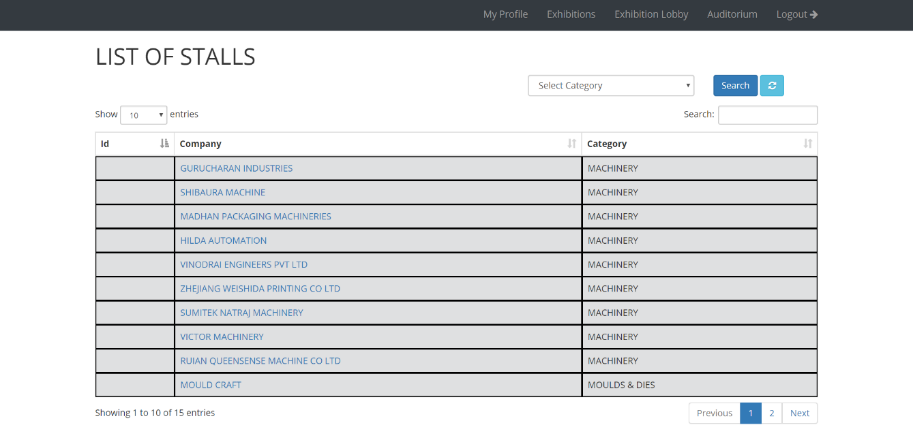 My Profile Exhibitions Exhibition Lobby Auditorium Logout
LIST OF STALLS
Select Category Search
Show 10 entries Search:
Id Company Category
GURUCHARAN INDUSTRIES MACHINERY
SHIBAURA MACHINE MACHINERY
MADHAN PACKAGING MACHINERIES MACHINERY
HILDA AUTOMATION MACHINERY
VINODRAI ENGINEERS PVT LTD MACHINERY
ZHEJIANG WEISHIDA PRINTING CO LTD MACHINERY
SUMITEK NATRAJ MACHINERY MACHINERY
VICTOR MACHINERY MACHINERY
RUIAN QUEENSENSE MACHINE CO LTD MACHINERY
MOULD CRAFT MOULDS & DIES
Showing 1 to 10 of 15 entries Previous 1 2 Next